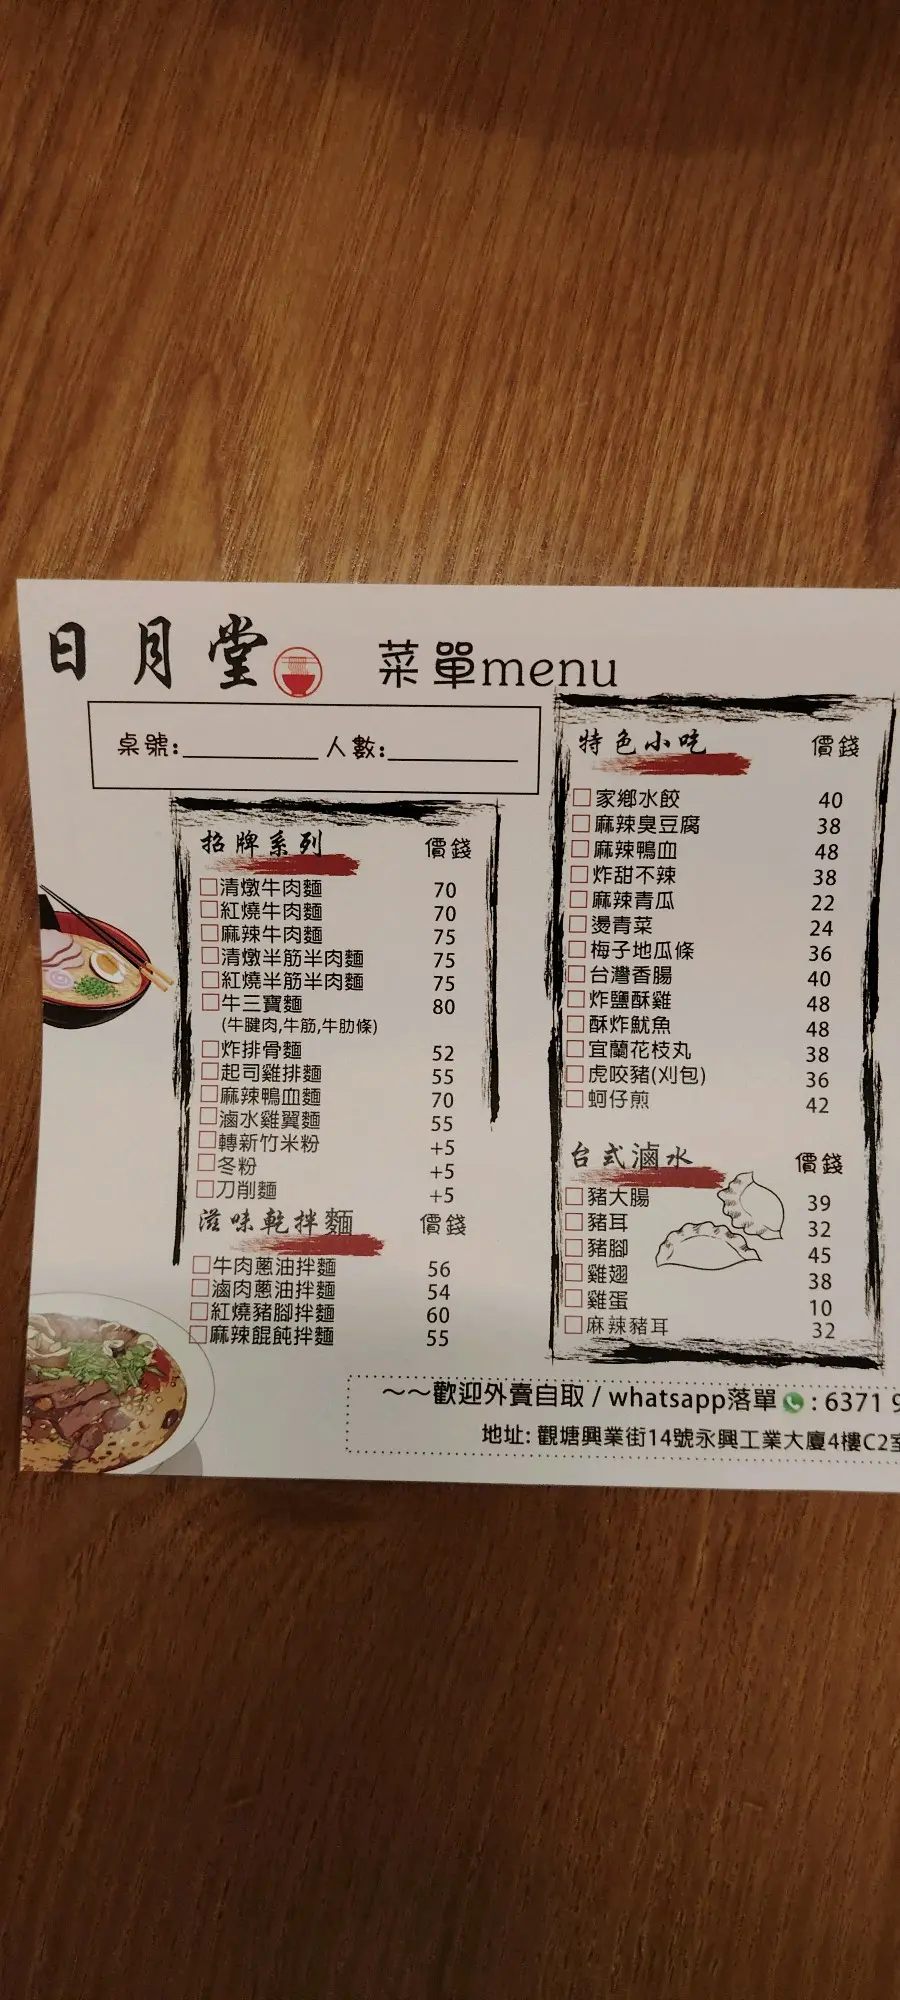 日月堂 菜單menu
桌號: 人數:
招牌系列 價錢
清燉牛肉麵 70
紅燒牛肉麵 70
麻辣牛肉麵 75
清燉半筋半肉麵 75
紅燒半筋半肉麵 75
牛三寶麵 80
(牛腱肉,牛筋,牛肋條)
炸排骨麵 52
起司雞排麵 55
麻辣鴨血麵 70
滷水雞翼麵 55
轉新竹米粉 +5
冬粉 +5
刀削麵 +5
滋味乾拌麵 價錢
牛肉蔥油拌麵 56
滷肉蔥油拌麵 54
紅燒豬腳拌麵 60
麻辣餛飩拌麵 55
特色小吃 價錢
家鄉水餃 40
麻辣臭豆腐 38
麻辣鴨血 48
炸甜不辣 38
麻辣青瓜 22
燙青菜 24
梅子地瓜條 36
台灣香腸 40
炸鹽酥雞 48
酥炸魷魚 48
宜蘭花枝丸 38
虎咬豬(刈包) 36
蚵仔煎 42
台式滷水 價錢
豬大腸 39
豬耳 32
豬腳 45
雞翅 38
雞蛋 10
麻辣豬耳 32
～～歡迎外賣自取 / whatsapp落單 : 6371 9
地址: 觀塘興業街14號永興工業大廈4樓C2室